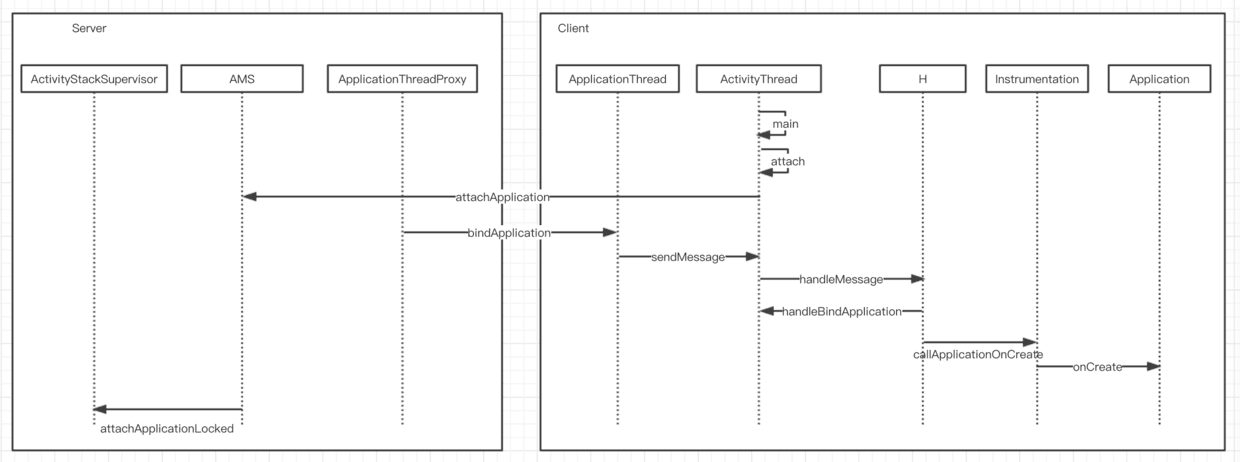 Server
Client
ActivityStackSupervisor
AMS
ApplicationThreadProxy
ApplicationThread
ActivityThread
H
Instrumentation
Application
main
attach
attachApplication
bindApplication
sendMessage
handleMessage
handleBindApplication
callApplicationOnCreate
onCreate
attachApplicationLocked